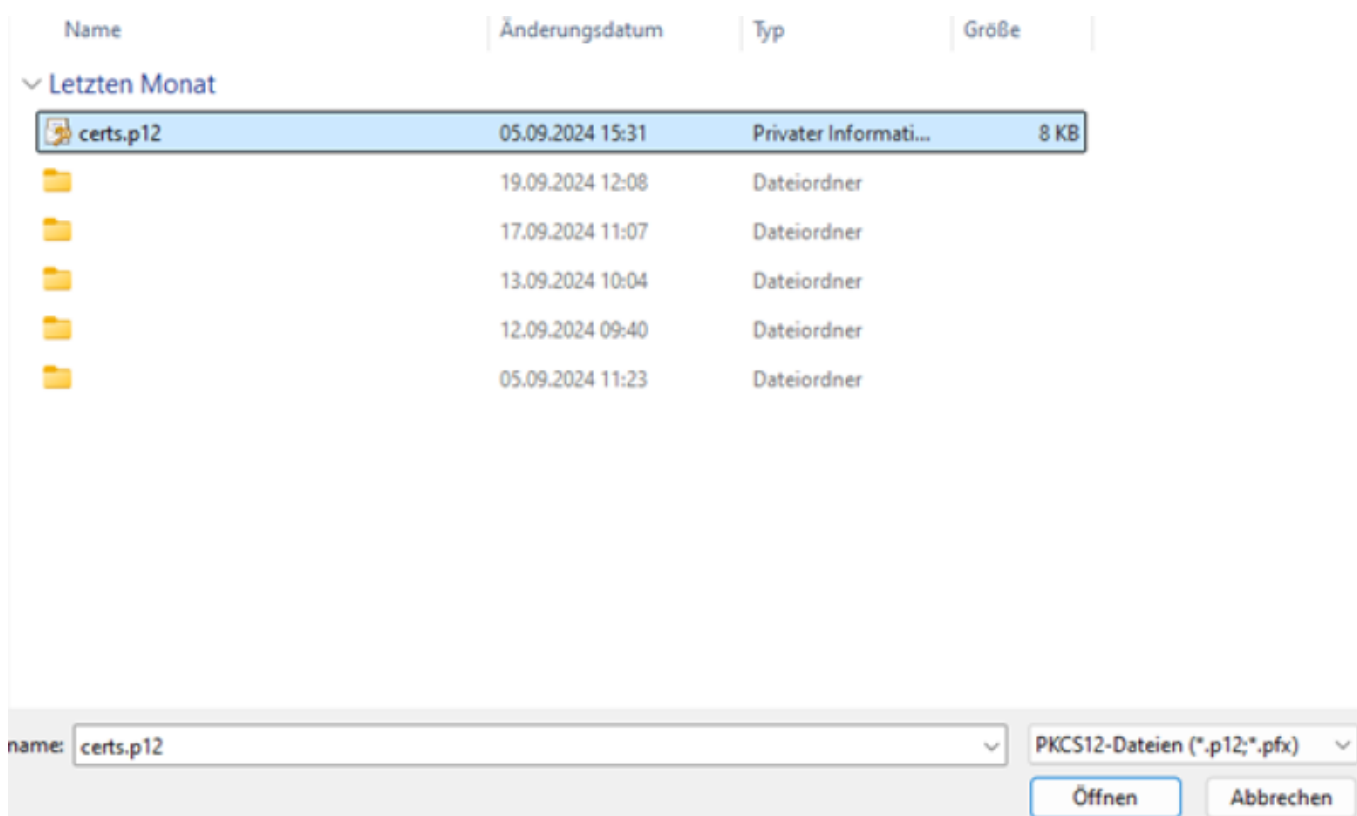 Name Änderungsdatum Typ Größe
Letzten Monat
certs.p12 05.09.2024 15:31 Privater Informati... 8 KB
19.09.2024 12:08 Dateiordner
17.09.2024 11:07 Dateiordner
13.09.2024 10:04 Dateiordner
12.09.2024 09:40 Dateiordner
05.09.2024 11:23 Dateiordner
name: certs.p12 PKCS12-Dateien (*.p12;*.pfx)
Öffnen Abbrechen